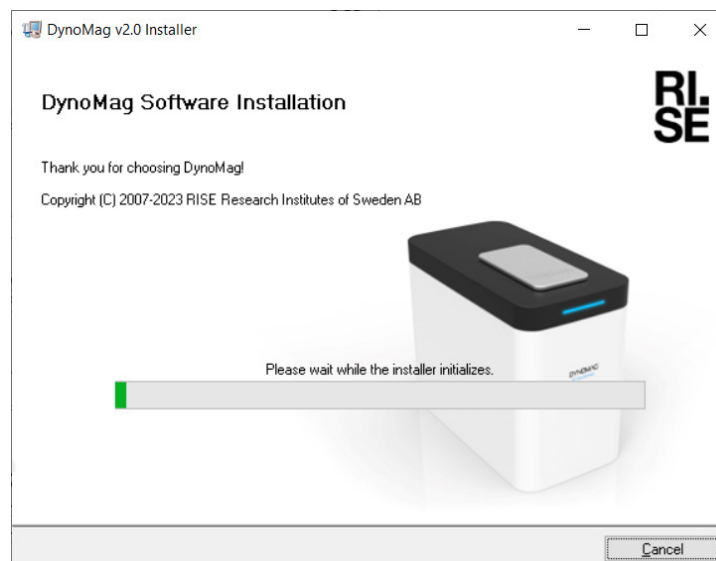 DynoMag v2.0 Installer
DynoMag Software Installation
RI.
SE
Thank you for choosing DynoMag!
Copyright (C) 2007-2023 RISE Research Institutes of Sweden AB
Please wait while the installer initializes.
DYNOMAG
Cancel